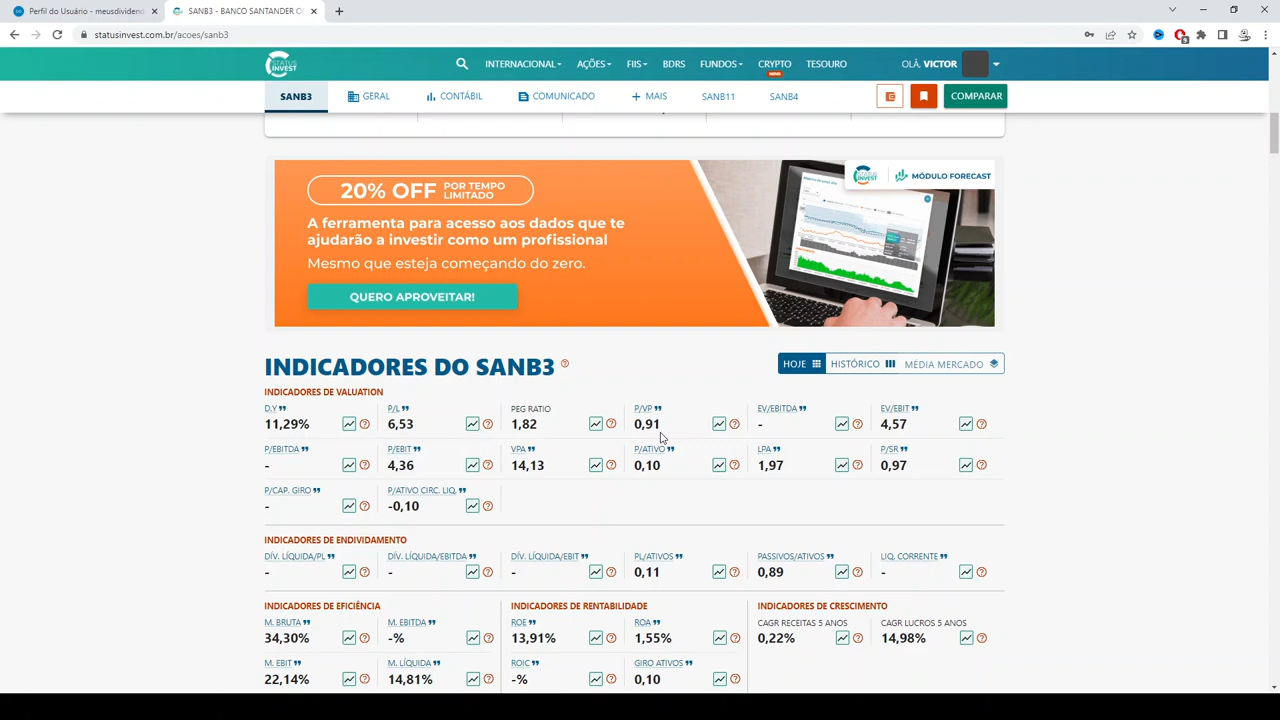 Perfil do Usuário - meusdividend
SANB3 - BANCO SANTANDER O
statusinvest.com.br/acoes/sanb3
STATUS INVEST
INTERNACIONAL
AÇÕES
FIIS
BDRS
FUNDOS
CRYPTO
TESOURO
OLÁ, VICTOR
SANB3
GERAL
CONTÁBIL
COMUNICADO
MAIS
SANB11
SANB4
COMPARAR
20% OFF POR TEMPO LIMITADO
STATUS INVEST
MÓDULO FORECAST
A ferramenta para acesso aos dados que te
ajudarão a investir como um profissional
Mesmo que esteja começando do zero.
QUERO APROVEITAR!
INDICADORES DO SANB3
HOJE
HISTÓRICO
MÉDIA MERCADO
INDICADORES DE VALUATION
D.Y
P/L
PEG RATIO
P/VP
EV/EBITDA
EV/EBIT
11,29%
6,53
1,82
0,91
-
4,57
P/EBITDA
P/EBIT
VPA
P/ATIVO
LPA
P/SR
-
4,36
14,13
0,10
1,97
0,97
P/CAP. GIRO
P/ATIVO CIRC. LIQ.
-
-0,10
INDICADORES DE ENDIVIDAMENTO
DÍV. LÍQUIDA/PL
DÍV. LÍQUIDA/EBITDA
DÍV. LÍQUIDA/EBIT
PL/ATIVOS
PASSIVOS/ATIVOS
LIQ. CORRENTE
-
-
-
0,11
0,89
-
INDICADORES DE EFICIÊNCIA
INDICADORES DE RENTABILIDADE
INDICADORES DE CRESCIMENTO
M. BRUTA
M. EBITDA
ROE
ROA
CAGR RECEITAS 5 ANOS
CAGR LUCROS 5 ANOS
34,30%
-%
13,91%
1,55%
0,22%
14,98%
M. EBIT
M. LÍQUIDA
ROIC
GIRO ATIVOS
22,14%
14,81%
-%
0,10